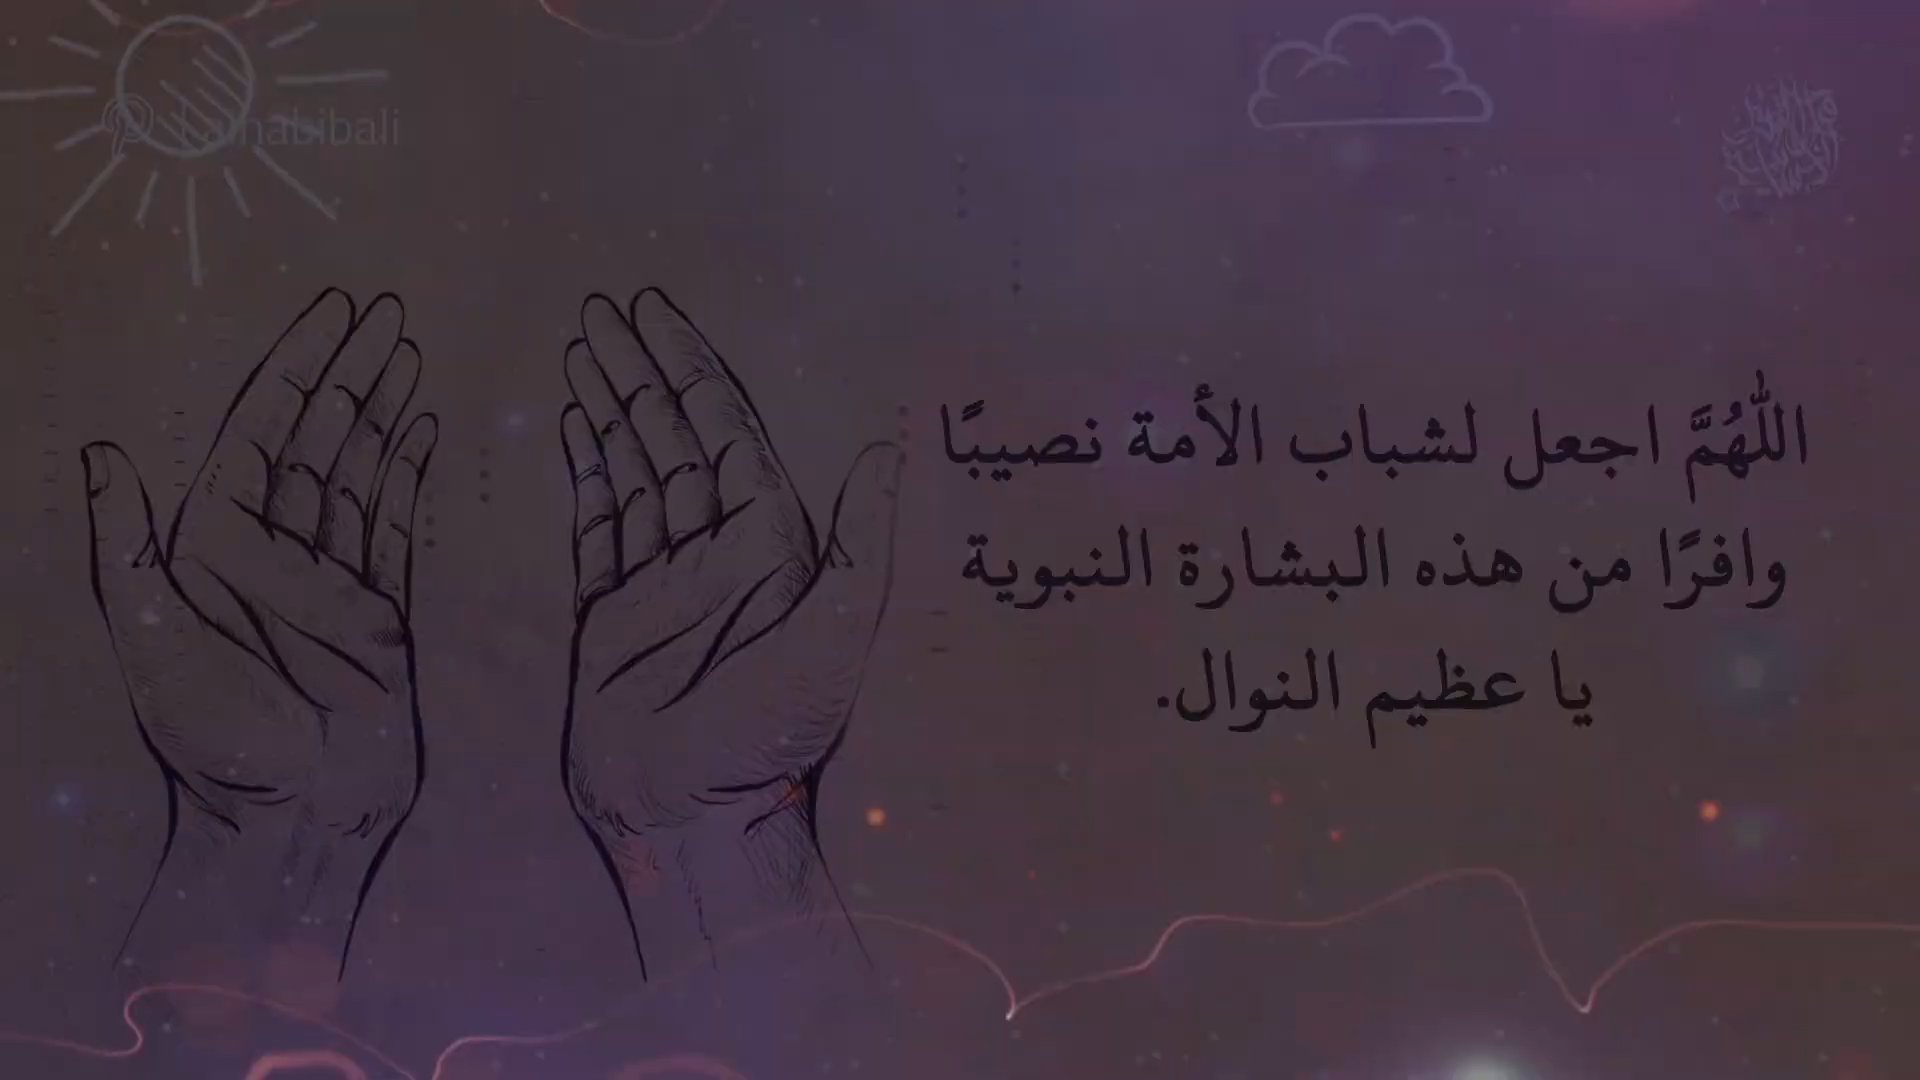 اللَّهُمَّ اجعل لشباب الأمة نصيبًا
وافرًا من هذه البشارة النبوية
يا عظيم النوال.